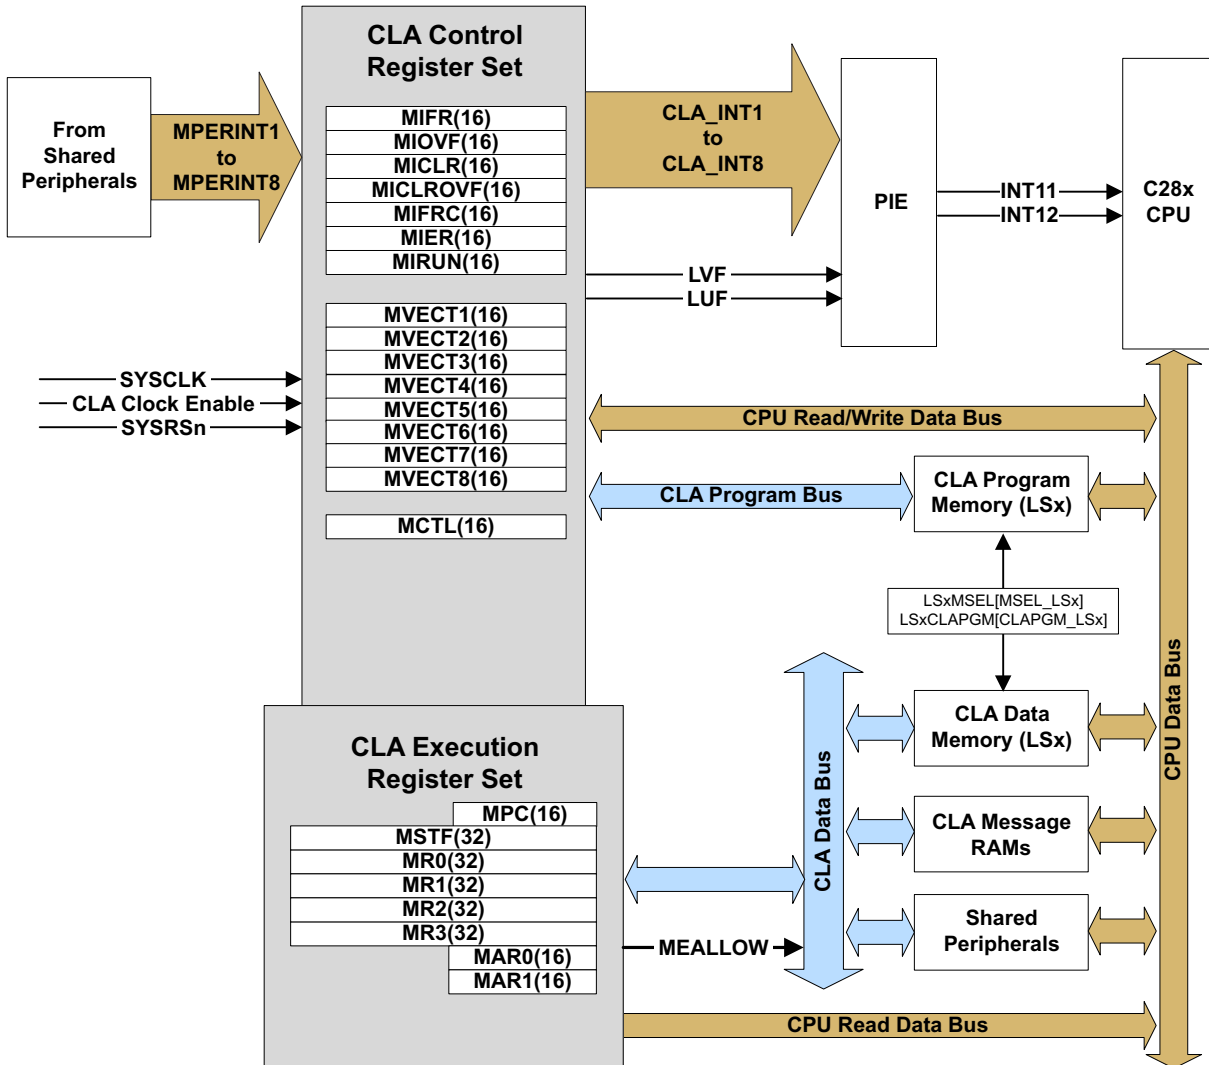 CLA Control
Register Set
From
Shared
Peripherals
MPERINT1
to
MPERINT8
MIFR(16)
MIOVF(16)
MICLR(16)
MICLROVF(16)
MIFRC(16)
MIER(16)
MIRUN(16)
CLA_INT1
to
CLA_INT8
PIE
INT11
INT12
C28x
CPU
LVF
LUF
MVECT1(16)
MVECT2(16)
MVECT3(16)
MVECT4(16)
MVECT5(16)
MVECT6(16)
MVECT7(16)
MVECT8(16)
SYSCLK
CLA Clock Enable
SYSRSn
CPU Read/Write Data Bus
CLA Program Bus
CLA Program
Memory (LSx)
MCTL(16)
LSxMSEL[MSEL_LSx]
LSxCLAPGM[CLAPGM_LSx]
CPU Data Bus
CLA Data Bus
CLA Data
Memory (LSx)
CLA Message
RAMs
Shared
Peripherals
CLA Execution
Register Set
MPC(16)
MSTF(32)
MR0(32)
MR1(32)
MR2(32)
MR3(32)
MAR0(16)
MAR1(16)
MEALLOW
CPU Read Data Bus